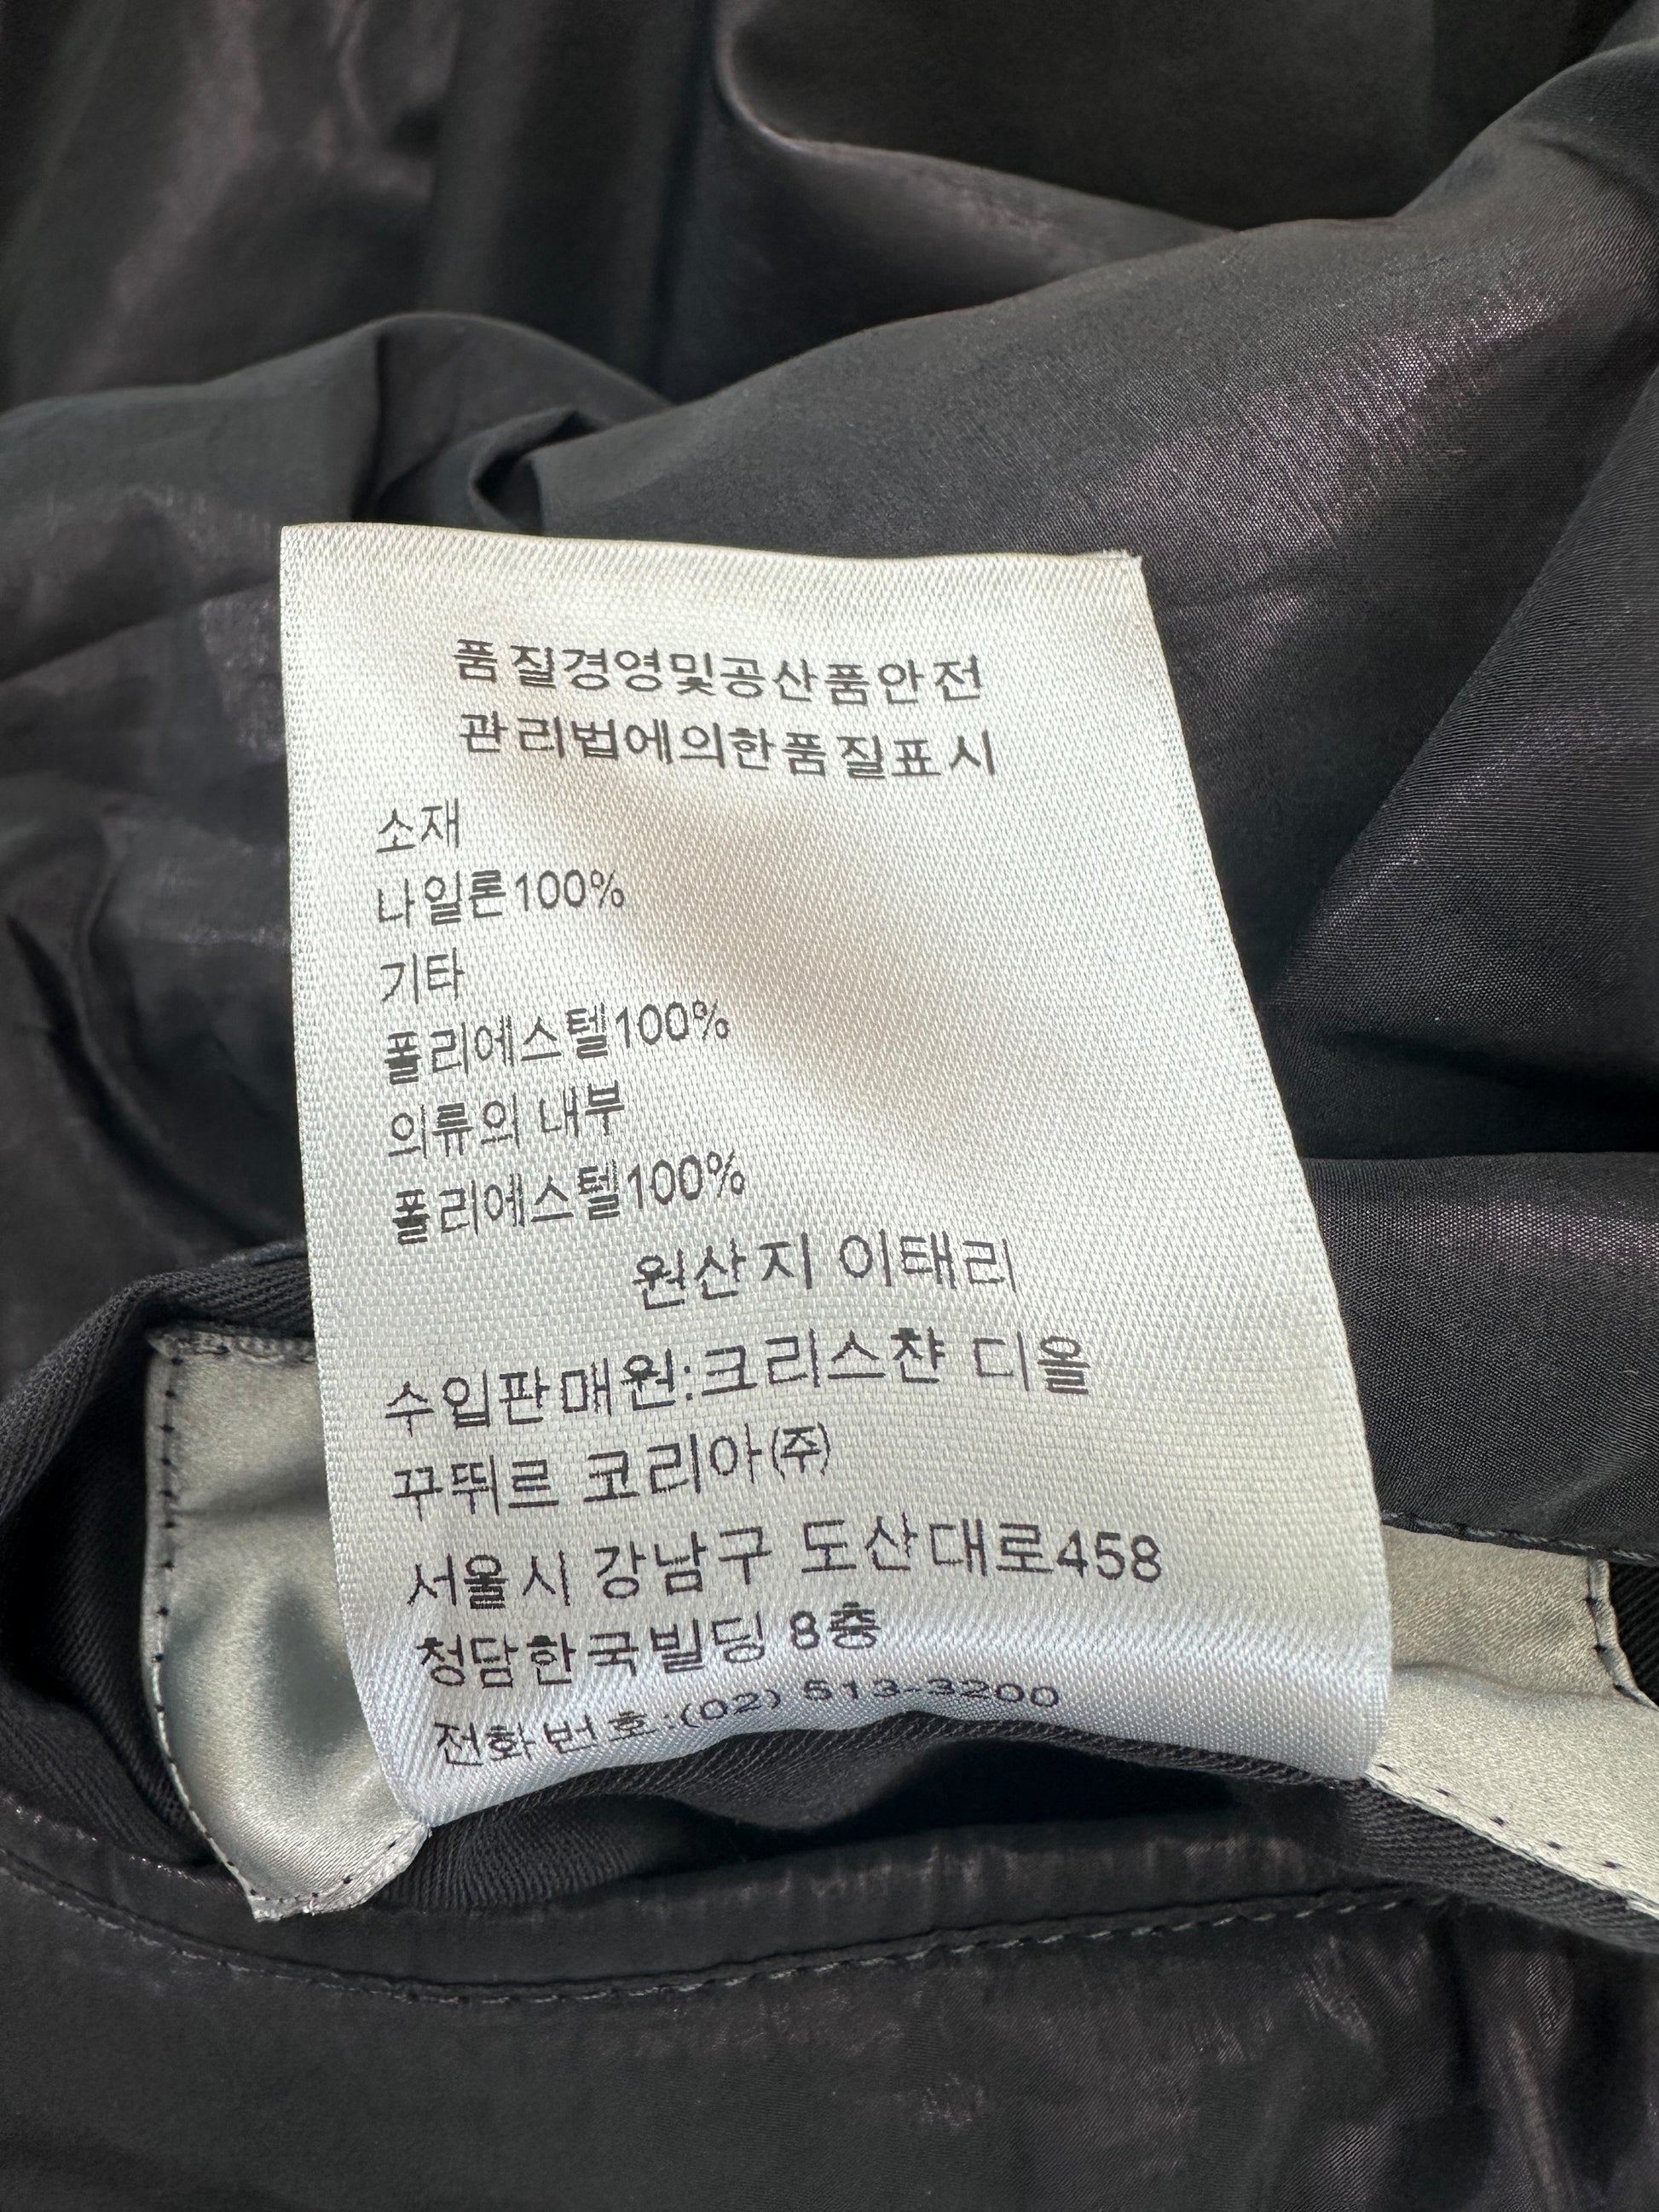 품질경영및공산품안전
관리법에의한품질표시
소재
나일론100%
기타
폴리에스텔100%
의류의 내부
폴리에스텔100%
원산지 이태리
수입판매원:크리스챤 디올
꾸뛰르 코리아㈜
서울시 강남구 도산대로458
청담한국빌딩 8층
전화번호:(02) 513-3200